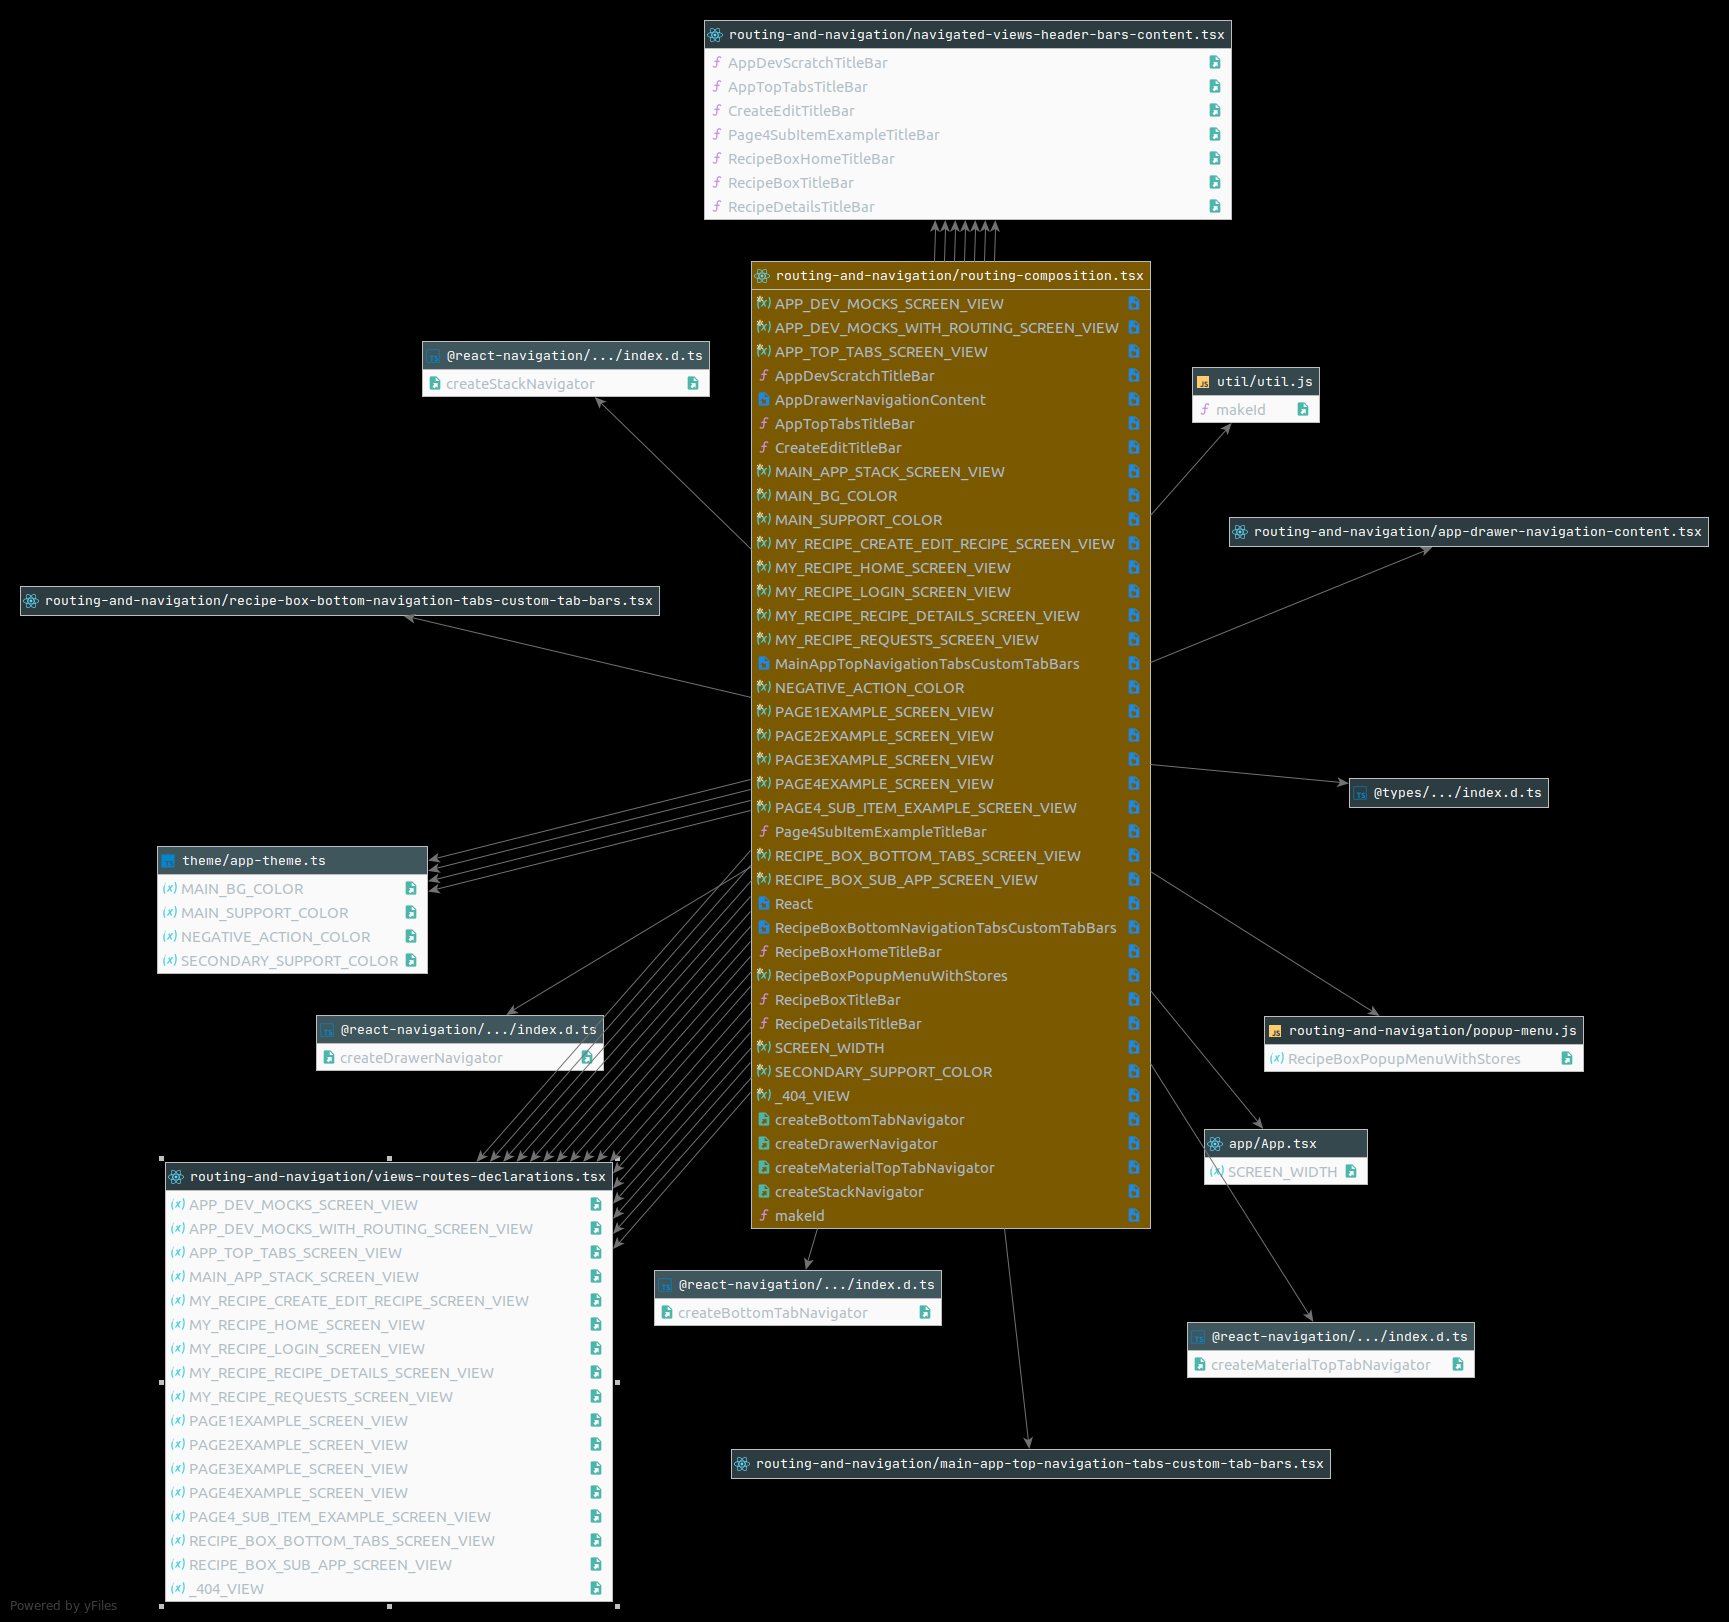 routing-and-navigation/navigated-views-header-bars-content.tsx
AppDevScratchTitleBar
AppTopTabsTitleBar
CreateEditTitleBar
Page4SubItemExampleTitleBar
RecipeBoxHomeTitleBar
RecipeBoxTitleBar
RecipeDetailsTitleBar
routing-and-navigation/routing-composition.tsx
APP_DEV_MOCKS_SCREEN_VIEW
APP_DEV_MOCKS_WITH_ROUTING_SCREEN_VIEW
APP_TOP_TABS_SCREEN_VIEW
AppDevScratchTitleBar
AppDrawerNavigationContent
AppTopTabsTitleBar
CreateEditTitleBar
MAIN_APP_STACK_SCREEN_VIEW
MAIN_BG_COLOR
MAIN_SUPPORT_COLOR
MY_RECIPE_CREATE_EDIT_RECIPE_SCREEN_VIEW
MY_RECIPE_HOME_SCREEN_VIEW
MY_RECIPE_LOGIN_SCREEN_VIEW
MY_RECIPE_RECIPE_DETAILS_SCREEN_VIEW
MY_RECIPE_REQUESTS_SCREEN_VIEW
MainAppTopNavigationTabsCustomTabBars
NEGATIVE_ACTION_COLOR
PAGE1EXAMPLE_SCREEN_VIEW
PAGE2EXAMPLE_SCREEN_VIEW
PAGE3EXAMPLE_SCREEN_VIEW
PAGE4EXAMPLE_SCREEN_VIEW
PAGE4_SUB_ITEM_EXAMPLE_SCREEN_VIEW
Page4SubItemExampleTitleBar
RECIPE_BOX_BOTTOM_TABS_SCREEN_VIEW
RECIPE_BOX_SUB_APP_SCREEN_VIEW
React
RecipeBoxBottomNavigationTabsCustomTabBars
RecipeBoxHomeTitleBar
RecipeBoxPopupMenuWithStores
RecipeBoxTitleBar
RecipeDetailsTitleBar
SCREEN_WIDTH
SECONDARY_SUPPORT_COLOR
_404_VIEW
createBottomTabNavigator
createDrawerNavigator
createMaterialTopTabNavigator
createStackNavigator
makeId
@react-navigation/.../index.d.ts
createStackNavigator
util/util.js
makeId
routing-and-navigation/app-drawer-navigation-content.tsx
routing-and-navigation/recipe-box-bottom-navigation-tabs-custom-tab-bars.tsx
@types/.../index.d.ts
theme/app-theme.ts
MAIN_BG_COLOR
MAIN_SUPPORT_COLOR
NEGATIVE_ACTION_COLOR
SECONDARY_SUPPORT_COLOR
@react-navigation/.../index.d.ts
createDrawerNavigator
routing-and-navigation/popup-menu.js
RecipeBoxPopupMenuWithStores
app/App.tsx
SCREEN_WIDTH
routing-and-navigation/views-routes-declarations.tsx
APP_DEV_MOCKS_SCREEN_VIEW
APP_DEV_MOCKS_WITH_ROUTING_SCREEN_VIEW
APP_TOP_TABS_SCREEN_VIEW
MAIN_APP_STACK_SCREEN_VIEW
MY_RECIPE_CREATE_EDIT_RECIPE_SCREEN_VIEW
MY_RECIPE_HOME_SCREEN_VIEW
MY_RECIPE_LOGIN_SCREEN_VIEW
MY_RECIPE_RECIPE_DETAILS_SCREEN_VIEW
MY_RECIPE_REQUESTS_SCREEN_VIEW
PAGE1EXAMPLE_SCREEN_VIEW
PAGE2EXAMPLE_SCREEN_VIEW
PAGE3EXAMPLE_SCREEN_VIEW
PAGE4EXAMPLE_SCREEN_VIEW
PAGE4_SUB_ITEM_EXAMPLE_SCREEN_VIEW
RECIPE_BOX_BOTTOM_TABS_SCREEN_VIEW
RECIPE_BOX_SUB_APP_SCREEN_VIEW
_404_VIEW
@react-navigation/.../index.d.ts
createBottomTabNavigator
@react-navigation/.../index.d.ts
createMaterialTopTabNavigator
routing-and-navigation/main-app-top-navigation-tabs-custom-tab-bars.tsx
Powered by yFiles